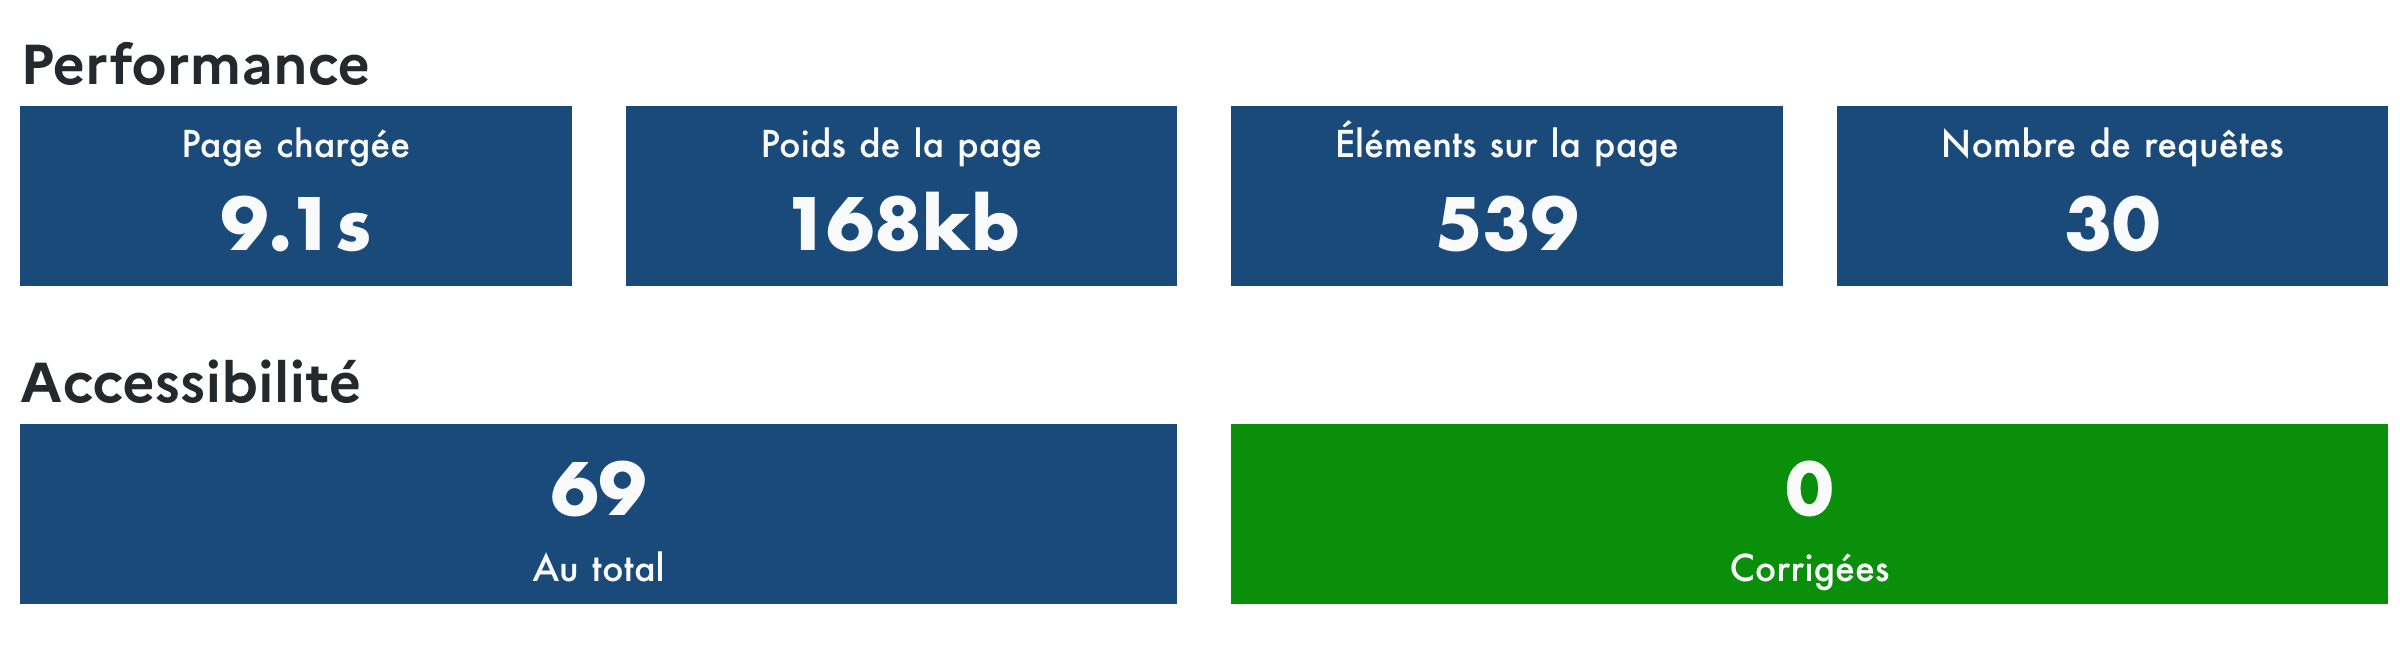 Performance
Page chargée
9.1s
Poids de la page
168kb
Éléments sur la page
539
Nombre de requêtes
30
Accessibilité
69
Au total
0
Corrigées